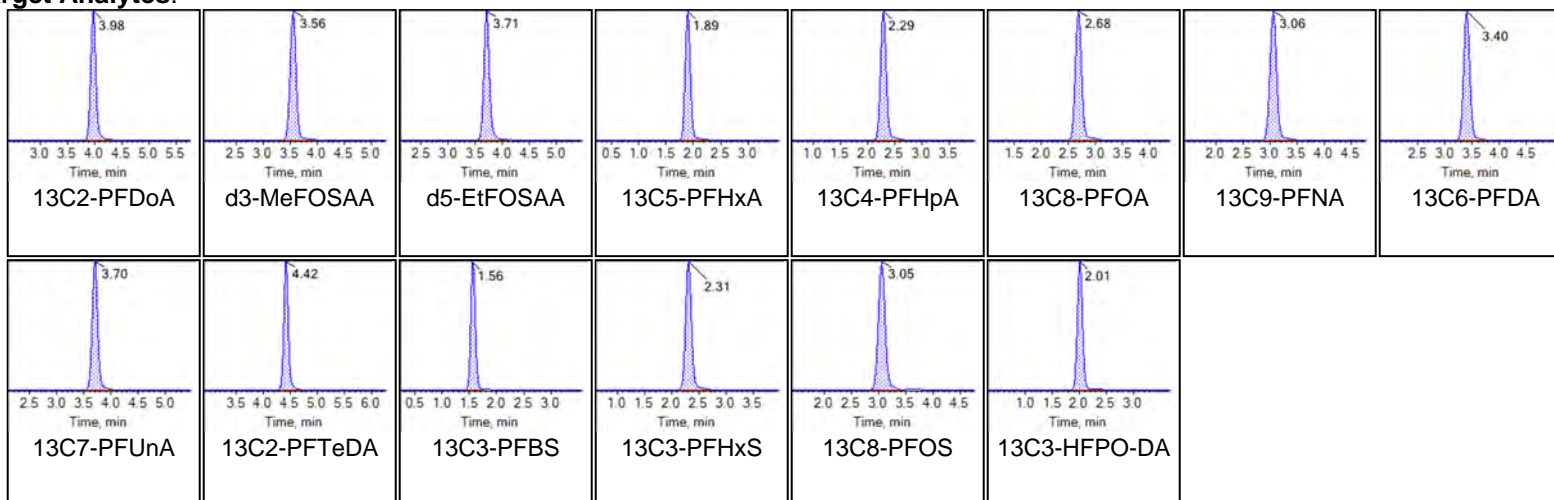 rget Analytes:
3.98 3.56 3.71 1.89 2.29 2.68 3.06 3.40
3.0 3.5 4.0 4.5 5.0 5.5 2.5 3.0 3.5 4.0 4.5 5.0 2.5 3.0 3.5 4.0 4.5 5.0 0.5 1.0 1.5 2.0 2.5 3.0 1.0 1.5 2.0 2.5 3.0 3.5 1.5 2.0 2.5 3.0 3.5 4.0 2.0 2.5 3.0 3.5 4.0 4.5 2.5 3.0 3.5 4.0 4.5
Time, min Time, min Time, min Time, min Time, min Time, min Time, min Time, min
13C2-PFDoA d3-MeFOSAA d5-EtFOSAA 13C5-PFHxA 13C4-PFHpA 13C8-PFOA 13C9-PFNA 13C6-PFDA
3.70 4.42 1.56 2.31 3.05 2.01
2.5 3.0 3.5 4.0 4.5 5.0 3.5 4.0 4.5 5.0 5.5 6.0 0.5 1.0 1.5 2.0 2.5 3.0 1.0 1.5 2.0 2.5 3.0 3.5 2.0 2.5 3.0 3.5 4.0 4.5 1.0 1.5 2.0 2.5 3.0
Time, min Time, min Time, min Time, min Time, min Time, min
13C7-PFUnA 13C2-PFTeDA 13C3-PFBS 13C3-PFHxS 13C8-PFOS 13C3-HFPO-DA